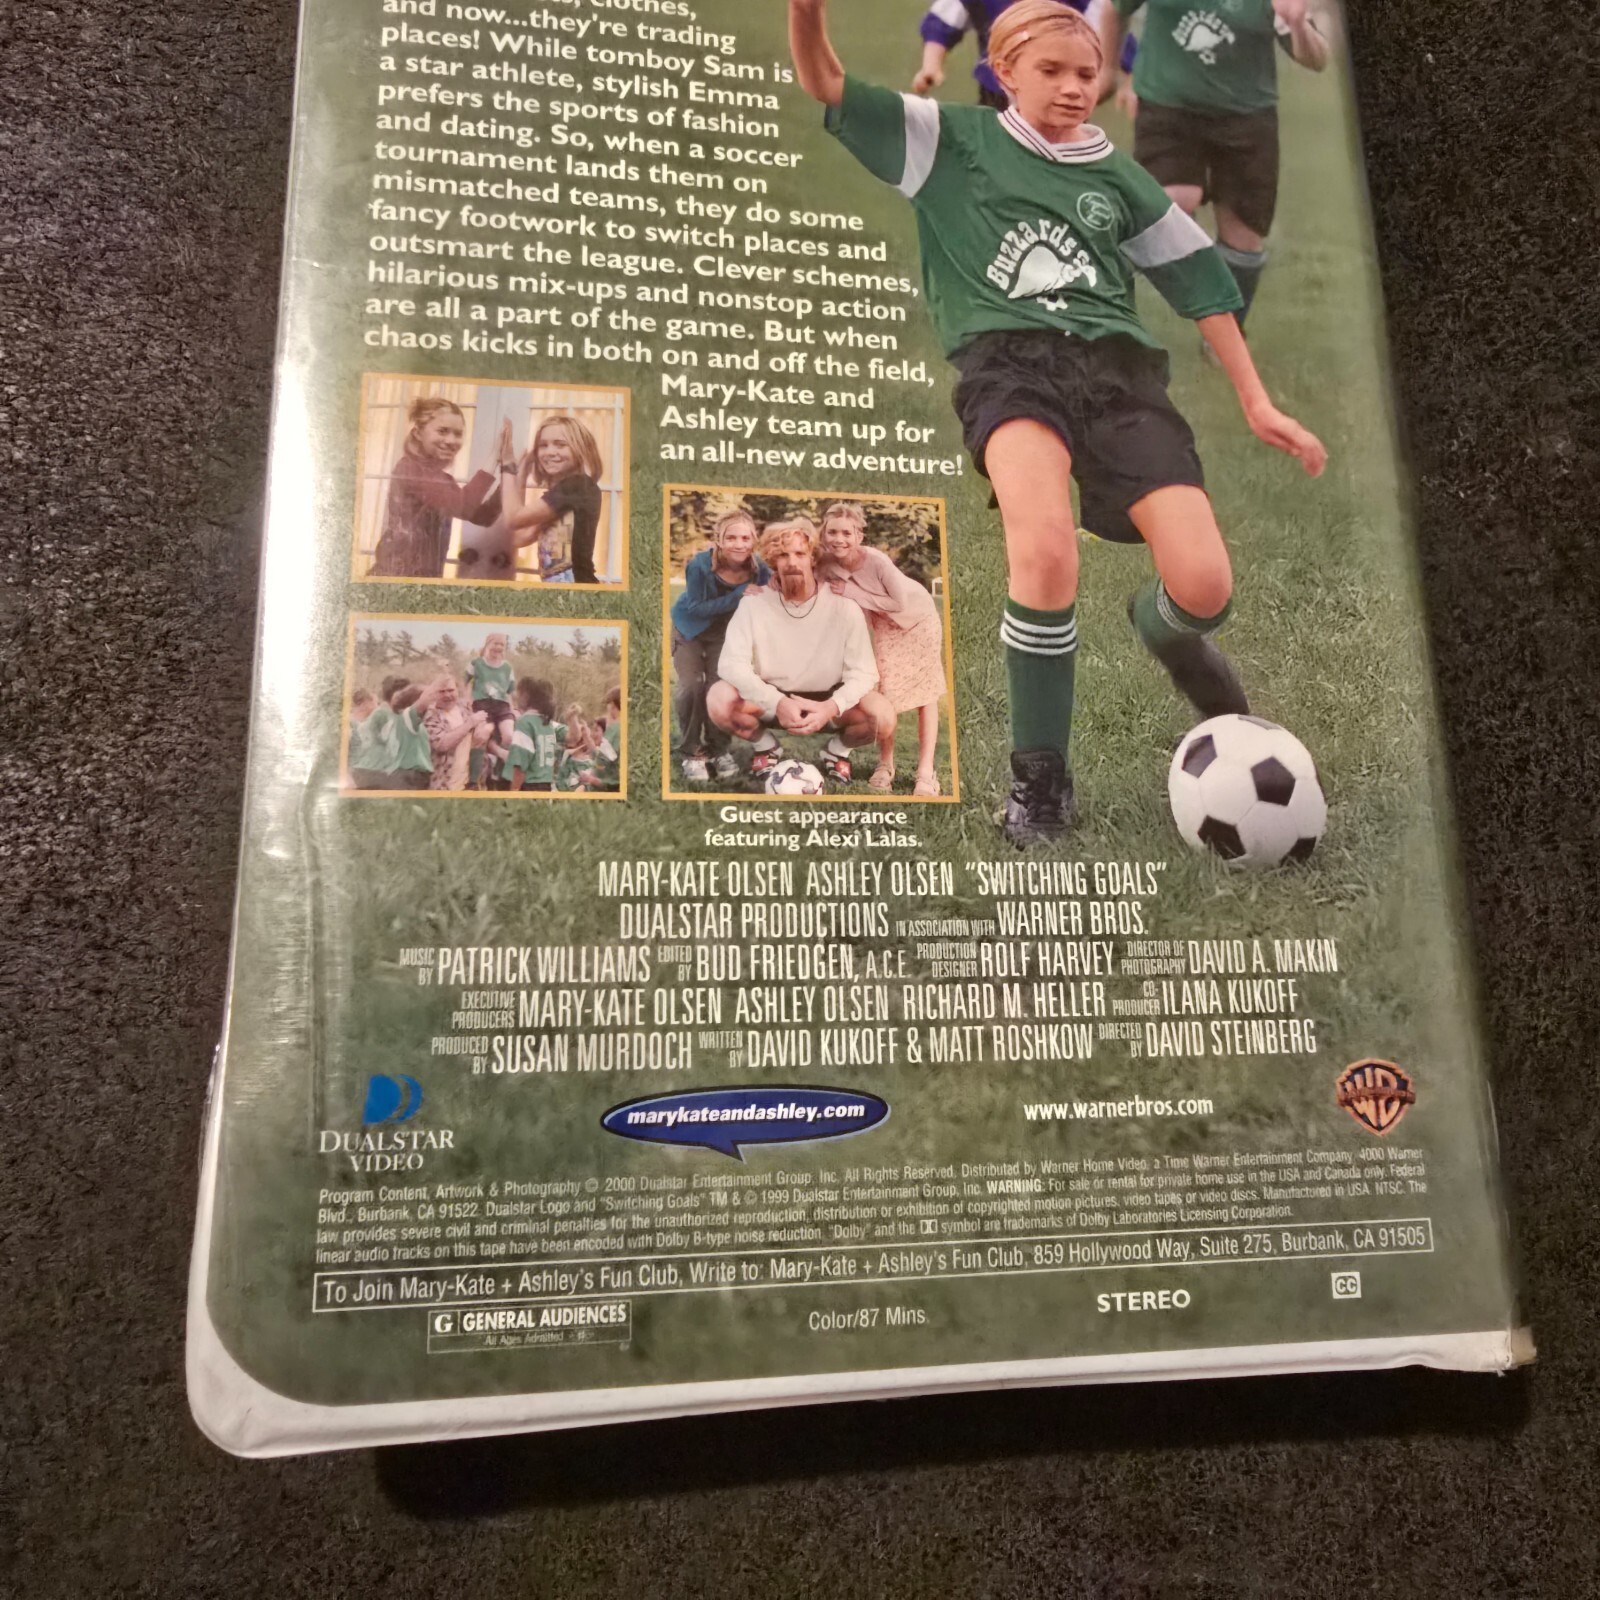 clothes,
and now...they're trading
places! While tomboy Sam is
a star athlete, stylish Emma
prefers the sports of fashion
and dating. So, when a soccer
tournament lands them on
mismatched teams, they do some
fancy footwork to switch places and
outsmart the league. Clever schemes,
hilarious mix-ups and nonstop action
are all a part of the game. But when
chaos kicks in both on and off the field,
Mary-Kate and
Ashley team up for
an all-new adventure!
Buzzards
15
Guest appearance
featuring Alexi Lalas.
MARY-KATE OLSEN ASHLEY OLSEN "SWITCHING GOALS"
DUALSTAR PRODUCTIONS IN ASSOCIATION WITH WARNER BROS.
MUSIC BY PATRICK WILLIAMS EDITED BY BUD FRIEDGEN, A.C.E. PRODUCTION DESIGNER ROLF HARVEY DIRECTOR OF PHOTOGRAPHY DAVID A. MAKIN
EXECUTIVE PRODUCERS MARY-KATE OLSEN ASHLEY OLSEN RICHARD M. HELLER CO-PRODUCER ILANA KUKOFF
PRODUCED BY SUSAN MURDOCH WRITTEN BY DAVID KUKOFF & MATT ROSHKOW DIRECTED BY DAVID STEINBERG
DUALSTAR
VIDEO
marykateandashley.com
www.warnerbros.com
WB
Program Content, Artwork & Photography © 2000 Dualstar Entertainment Group, Inc. All Rights Reserved. Distributed by Warner Home Video, a Time Warner Entertainment Company, 4000 Warner
Blvd., Burbank, CA 91522. Dualstar Logo and "Switching Goals" TM & © 1999 Dualstar Entertainment Group, Inc. WARNING: For sale or rental for private home use in the USA and Canada only. Federal
law provides severe civil and criminal penalties for the unauthorized reproduction, distribution or exhibition of copyrighted motion pictures, video tapes or video discs. Manufactured in USA. NTSC. The
linear audio tracks on this tape have been encoded with Dolby B-type noise reduction. "Dolby" and the symbol are trademarks of Dolby Laboratories Licensing Corporation.
To Join Mary-Kate + Ashley's Fun Club, Write to: Mary-Kate + Ashley's Fun Club, 859 Hollywood Way, Suite 275, Burbank, CA 91505
G GENERAL AUDIENCES
All Ages Admitted
Color/87 Mins.
STEREO
CC